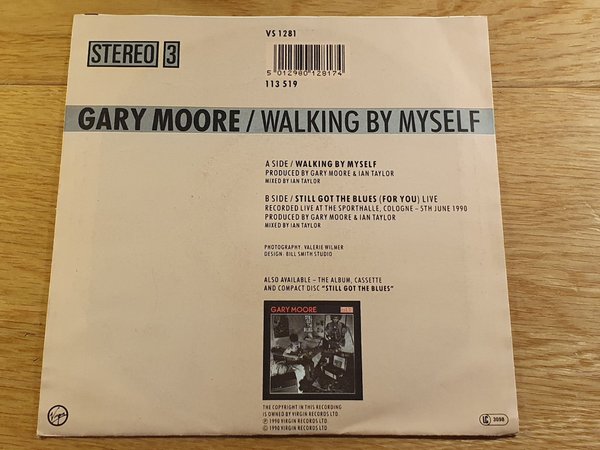 STEREO 3
VS 1281
5 012980 128174
113 519
GARY MOORE / WALKING BY MYSELF
A SIDE / WALKING BY MYSELF
PRODUCED BY GARY MOORE & IAN TAYLOR
MIXED BY IAN TAYLOR
B SIDE / STILL GOT THE BLUES (FOR YOU) LIVE
RECORDED LIVE AT THE SPORTHALLE, COLOGNE – 5TH JUNE 1990
PRODUCED BY GARY MOORE & IAN TAYLOR
MIXED BY IAN TAYLOR
PHOTOGRAPHY: VALERIE WILMER
DESIGN: BILL SMITH STUDIO
ALSO AVAILABLE – THE ALBUM, CASSETTE
AND COMPACT DISC "STILL GOT THE BLUES"
GARY MOORE
THE COPYRIGHT IN THIS RECORDING
IS OWNED BY VIRGIN RECORDS LTD.
℗ 1990 VIRGIN RECORDS LTD.
© 1990 VIRGIN RECORDS LTD.
Virgin
LC 3098